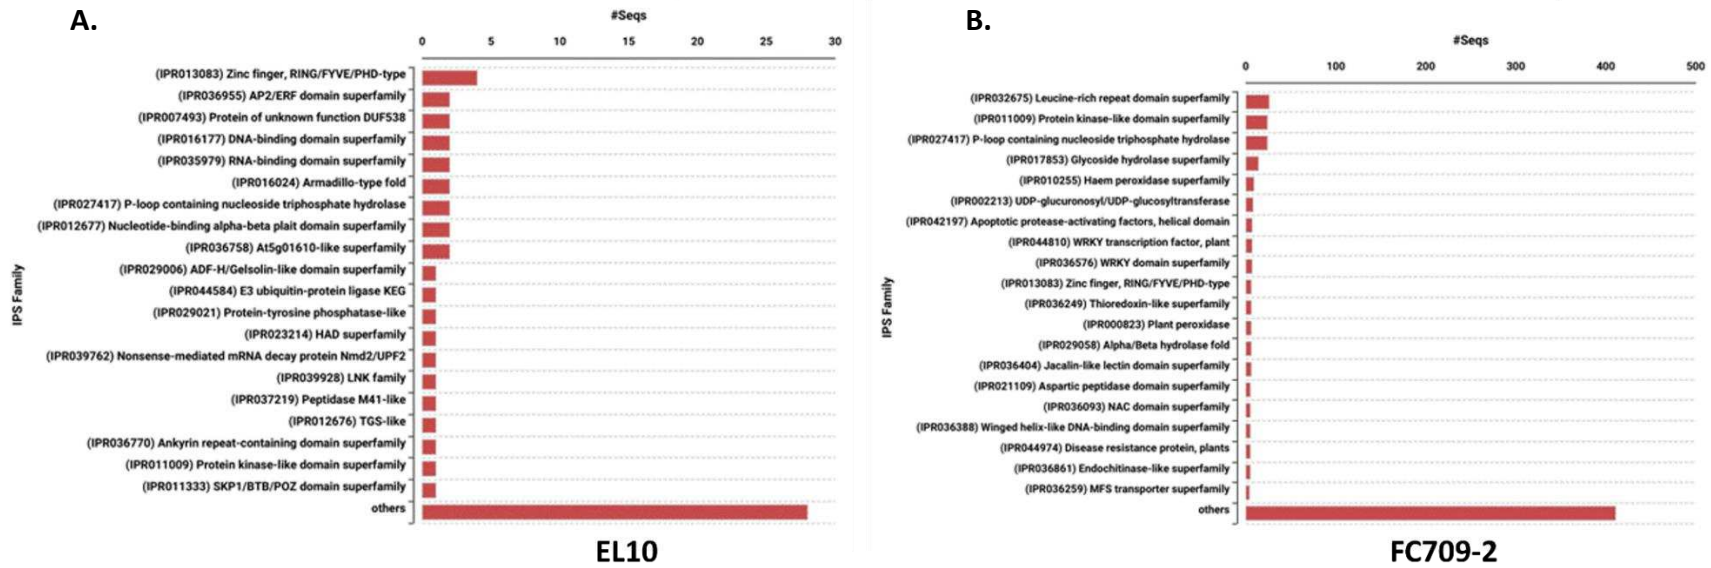 A.
#Seqs
0 5 10 15 20 25 30
(IPR013083) Zinc finger, RING/FYVE/PHD-type
(IPR036955) AP2/ERF domain superfamily
(IPR007493) Protein of unknown function DUF538
(IPR016177) DNA-binding domain superfamily
(IPR035979) RNA-binding domain superfamily
(IPR016024) Armadillo-type fold
(IPR027417) P-loop containing nucleoside triphosphate hydrolase
(IPR012677) Nucleotide-binding alpha-beta plait domain superfamily
(IPR036758) At5g01610-like superfamily
(IPR029006) ADF-H/Gelsolin-like domain superfamily
(IPR044584) E3 ubiquitin-protein ligase KEG
(IPR029021) Protein-tyrosine phosphatase-like
(IPR023214) HAD superfamily
(IPR039762) Nonsense-mediated mRNA decay protein Nmd2/UPF2
(IPR039928) LNK family
(IPR037219) Peptidase M41-like
(IPR012676) TGS-like
(IPR036770) Ankyrin repeat-containing domain superfamily
(IPR011009) Protein kinase-like domain superfamily
(IPR011333) SKP1/BTB/POZ domain superfamily
others
IPS Family
EL10
B.
#Seqs
0 100 200 300 400 500
(IPR032675) Leucine-rich repeat domain superfamily
(IPR011009) Protein kinase-like domain superfamily
(IPR027417) P-loop containing nucleoside triphosphate hydrolase
(IPR017853) Glycoside hydrolase superfamily
(IPR010255) Haem peroxidase superfamily
(IPR002213) UDP-glucuronosyl/UDP-glucosyltransferase
(IPR042197) Apoptotic protease-activating factors, helical domain
(IPR044810) WRKY transcription factor, plant
(IPR036576) WRKY domain superfamily
(IPR013083) Zinc finger, RING/FYVE/PHD-type
(IPR036249) Thioredoxin-like superfamily
(IPR000823) Plant peroxidase
(IPR029058) Alpha/Beta hydrolase fold
(IPR036404) Jacalin-like lectin domain superfamily
(IPR021109) Aspartic peptidase domain superfamily
(IPR036093) NAC domain superfamily
(IPR036388) Winged helix-like DNA-binding domain superfamily
(IPR044974) Disease resistance protein, plants
(IPR036861) Endochitinase-like superfamily
(IPR036259) MFS transporter superfamily
others
IPS Family
FC709-2